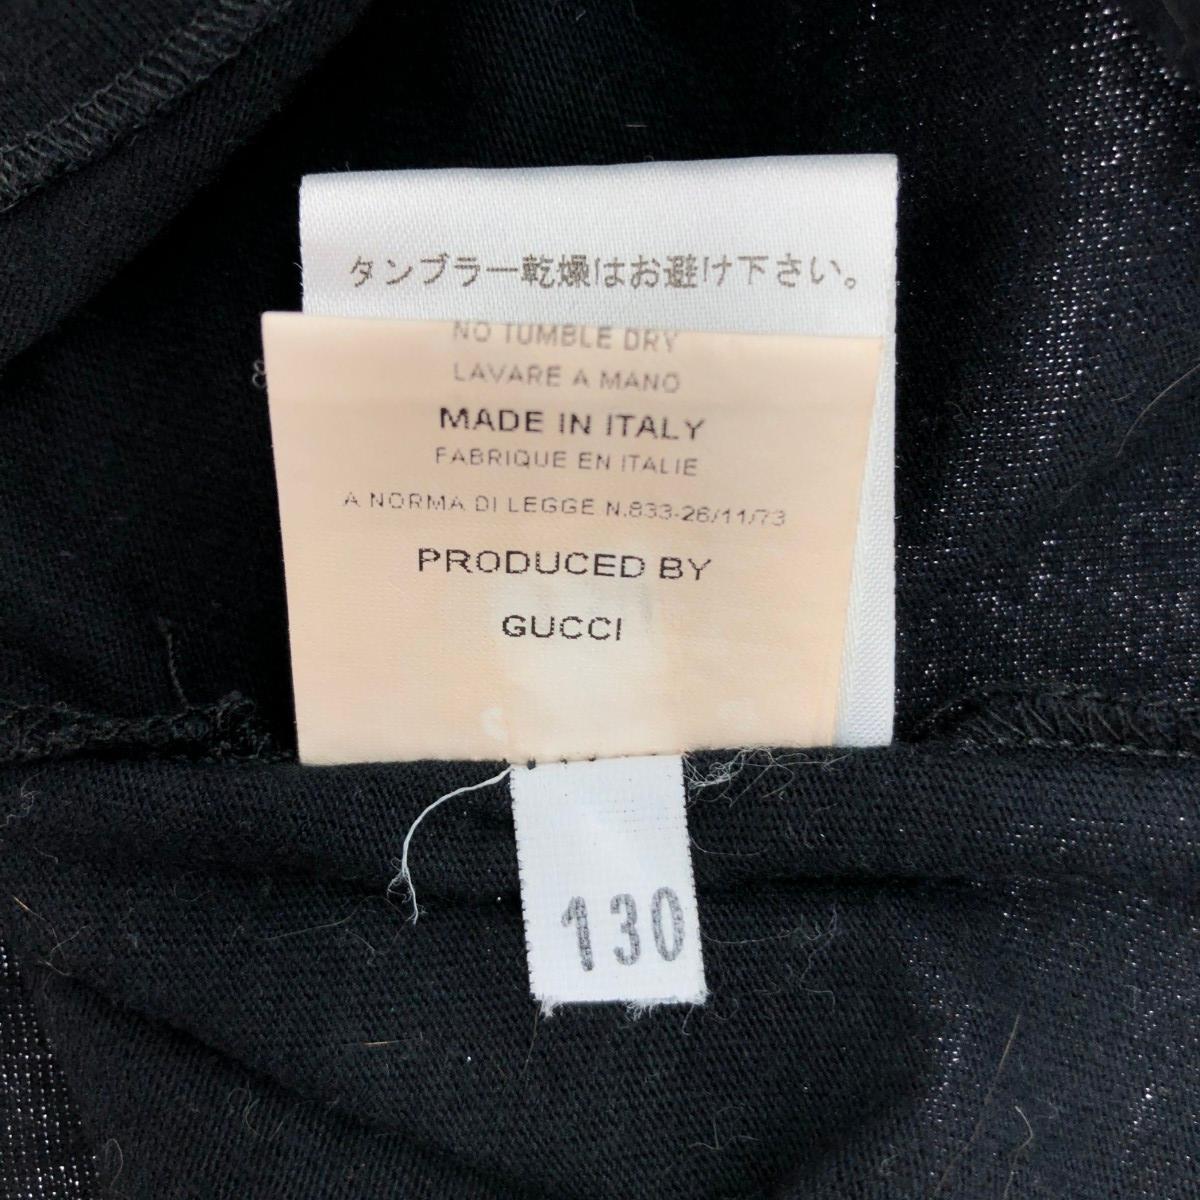 タンブラー乾燥はお避け下さい。
NO TUMBLE DRY
LAVARE A MANO
MADE IN ITALY
FABRIQUE EN ITALIE
A NORMA DI LEGGE N.833-26/11/73
PRODUCED BY
GUCCI
130